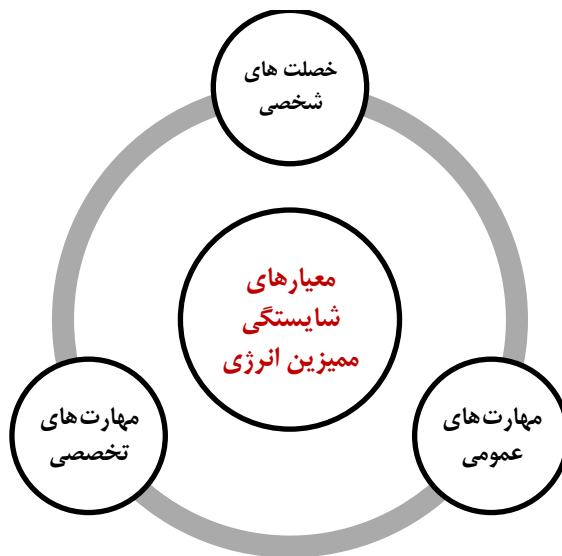 خصلت های
شخصی
معیارهای
شایستگی
ممیزین انرژی
مهارت‌های
عمومی
مهارت‌های
تخصصی